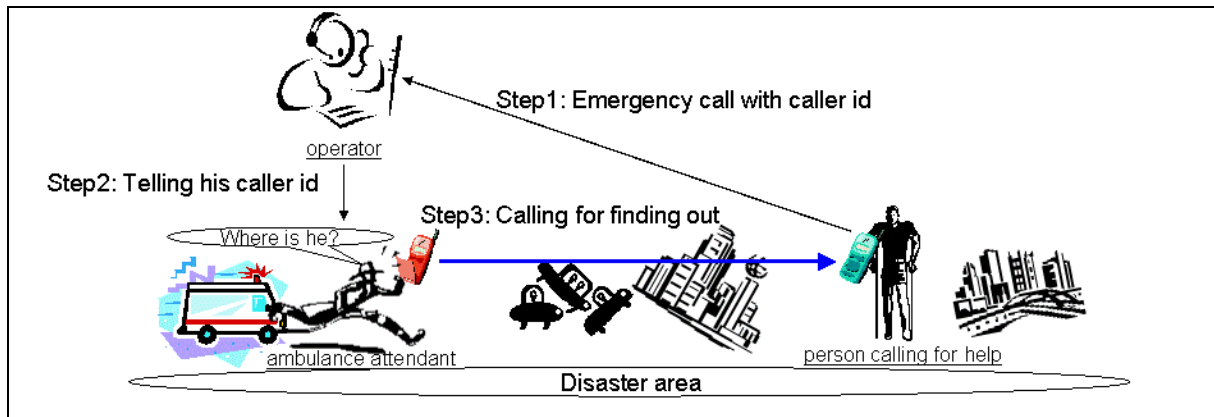 Step1: Emergency call with caller id
operator
Step2: Telling his caller id
Step3: Calling for finding out
Where is he?
ambulance attendant
person calling for help
Disaster area